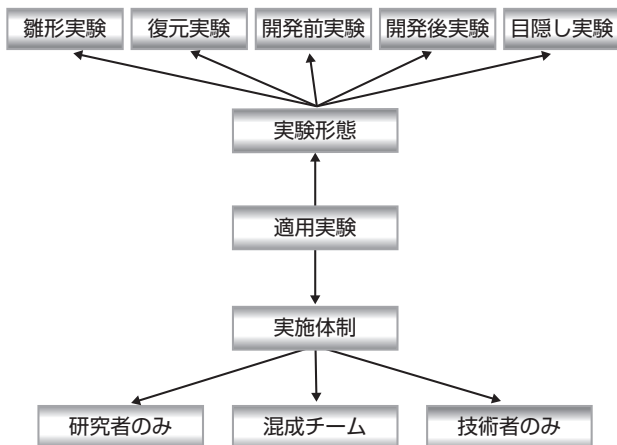 雛形実験
復元実験
開発前実験
開発後実験
目隠し実験
実験形態
適用実験
実施体制
研究者のみ
混成チーム
技術者のみ